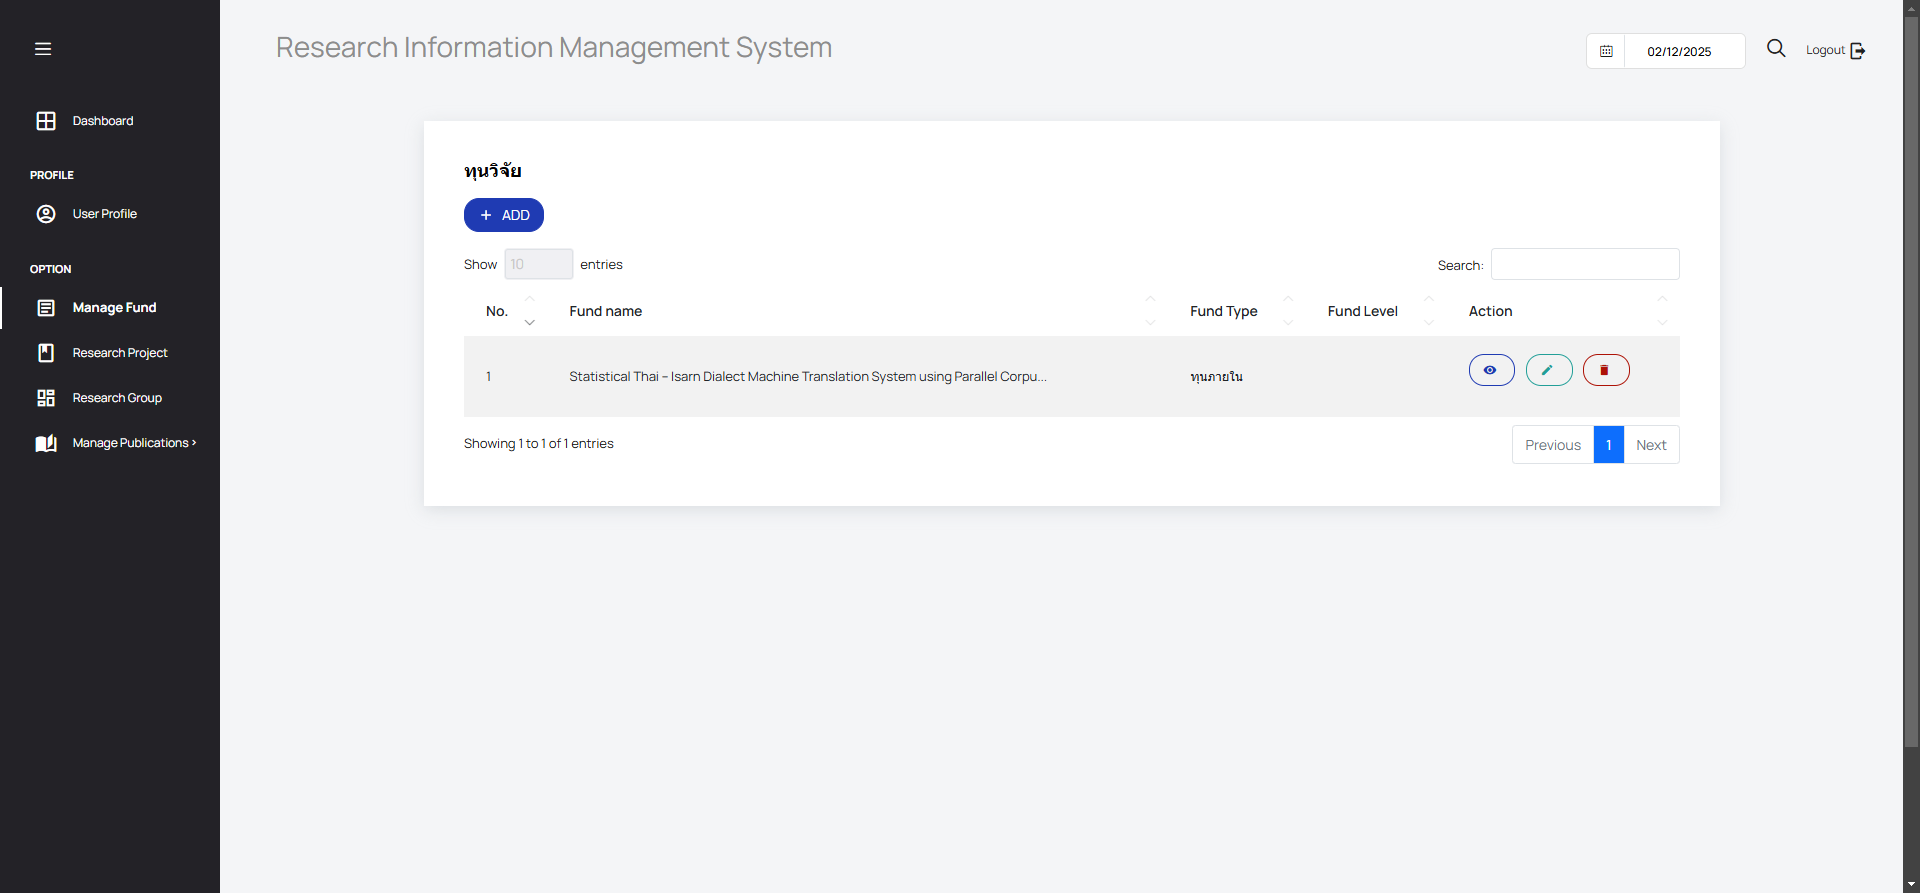 Research Information Management System
02/12/2025
Logout
Dashboard
PROFILE
User Profile
OPTION
Manage Fund
Research Project
Research Group
Manage Publications
ทุนวิจัย
+ ADD
Show 10 entries
Search:
No. Fund name Fund Type Fund Level Action
1 Statistical Thai – Isarn Dialect Machine Translation System using Parallel Corpu... ทุนภายใน
Showing 1 to 1 of 1 entries
Previous 1 Next